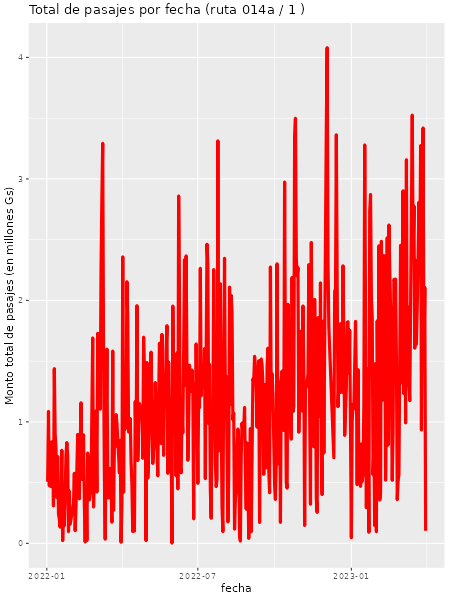 Total de pasajes por fecha (ruta 014a / 1 )
Monto total de pasajes (en millones Gs)
4
3
2
1
0
2022-01
2022-07
2023-01
fecha